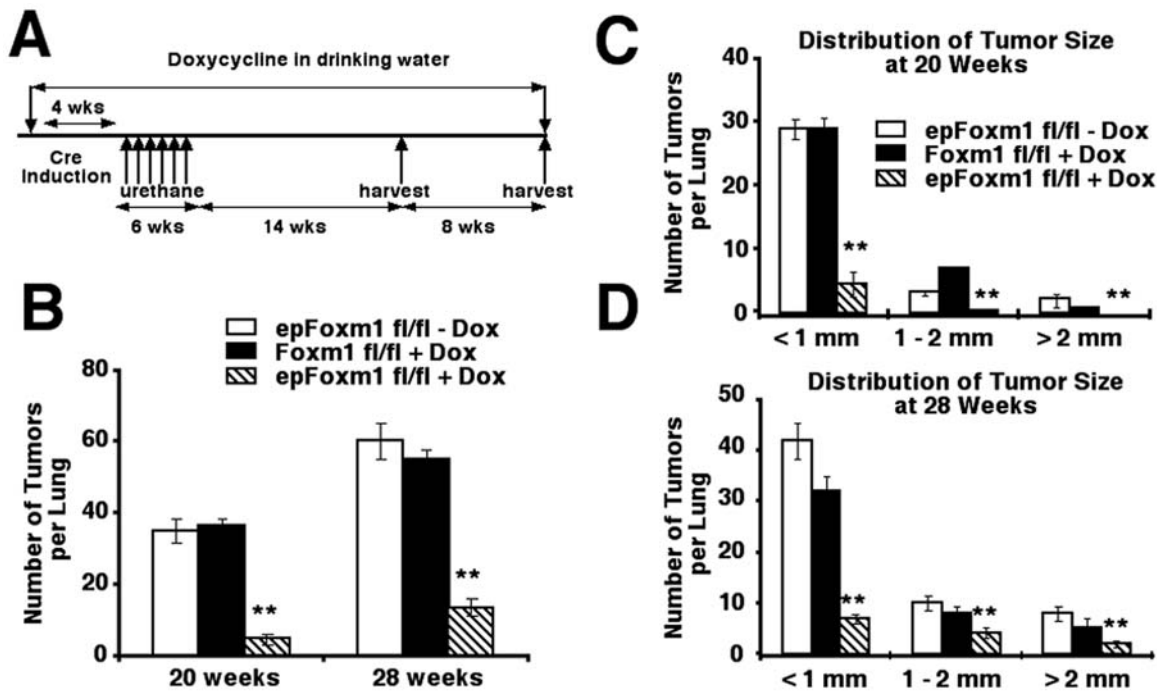 A
Doxycycline in drinking water
4 wks
Cre
Induction
urethane
harvest
harvest
6 wks
14 wks
8 wks
B
epFoxm1 fl/fl - Dox
Foxm1 fl/fl + Dox
epFoxm1 fl/fl + Dox
Number of Tumors
per Lung
80
60
40
20
0
**
**
20 weeks
28 weeks
C
Distribution of Tumor Size
at 20 Weeks
epFoxm1 fl/fl - Dox
Foxm1 fl/fl + Dox
epFoxm1 fl/fl + Dox
Number of Tumors
per Lung
40
30
20
10
0
**
**
**
< 1 mm
1 - 2 mm
> 2 mm
D
Distribution of Tumor Size
at 28 Weeks
Number of Tumors
per Lung
50
40
30
20
10
0
**
**
**
< 1 mm
1 - 2 mm
> 2 mm